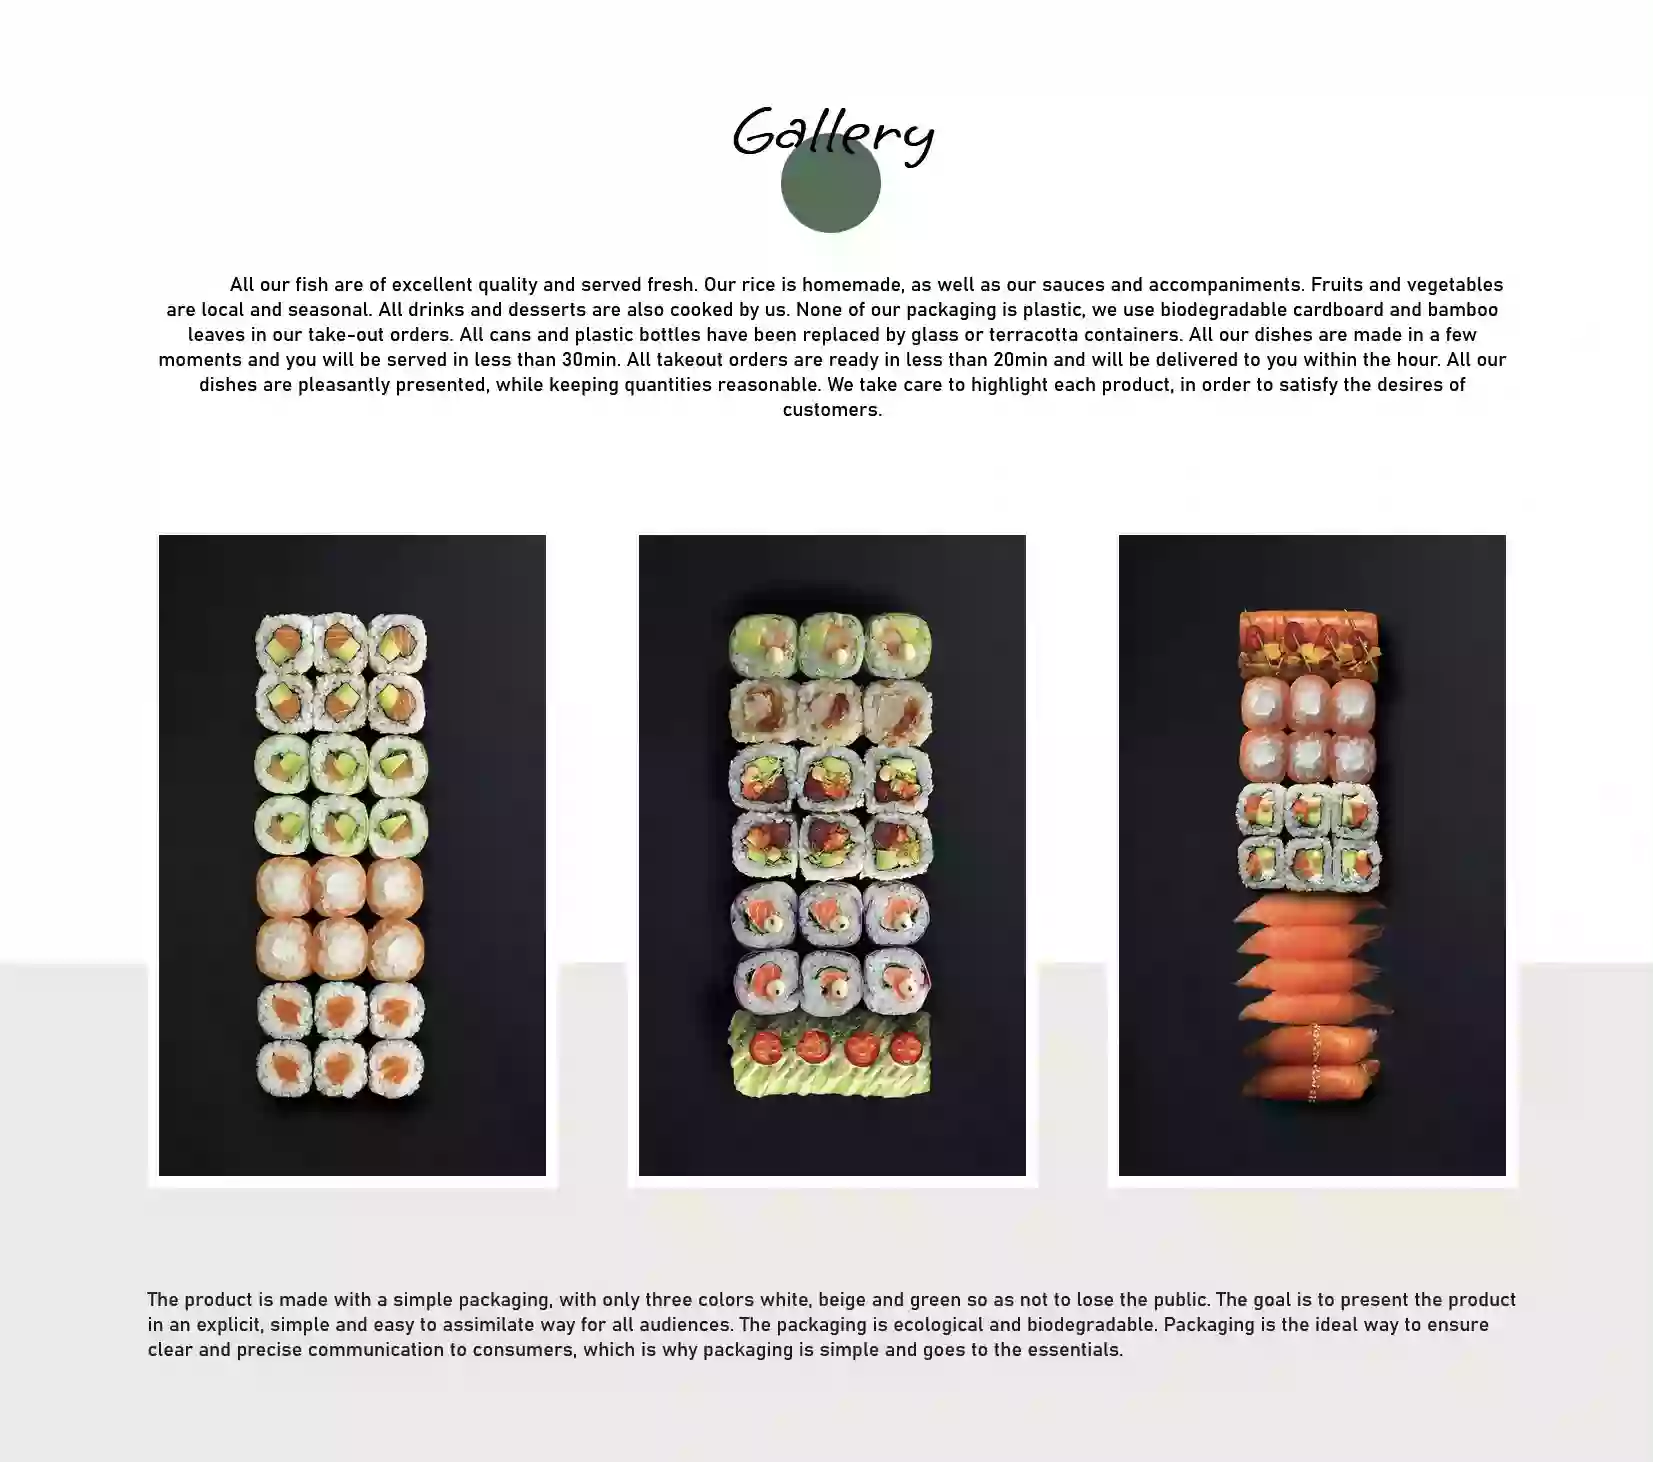 Gallery
All our fish are of excellent quality and served fresh. Our rice is homemade, as well as our sauces and accompaniments. Fruits and vegetables
are local and seasonal. All drinks and desserts are also cooked by us. None of our packaging is plastic, we use biodegradable cardboard and bamboo
leaves in our take-out orders. All cans and plastic bottles have been replaced by glass or terracotta containers. All our dishes are made in a few
moments and you will be served in less than 30min. All takeout orders are ready in less than 20min and will be delivered to you within the hour. All our
dishes are pleasantly presented, while keeping quantities reasonable. We take care to highlight each product, in order to satisfy the desires of
customers.
The product is made with a simple packaging, with only three colors white, beige and green so as not to lose the public. The goal is to present the product
in an explicit, simple and easy to assimilate way for all audiences. The packaging is ecological and biodegradable. Packaging is the ideal way to ensure
clear and precise communication to consumers, which is why packaging is simple and goes to the essentials.